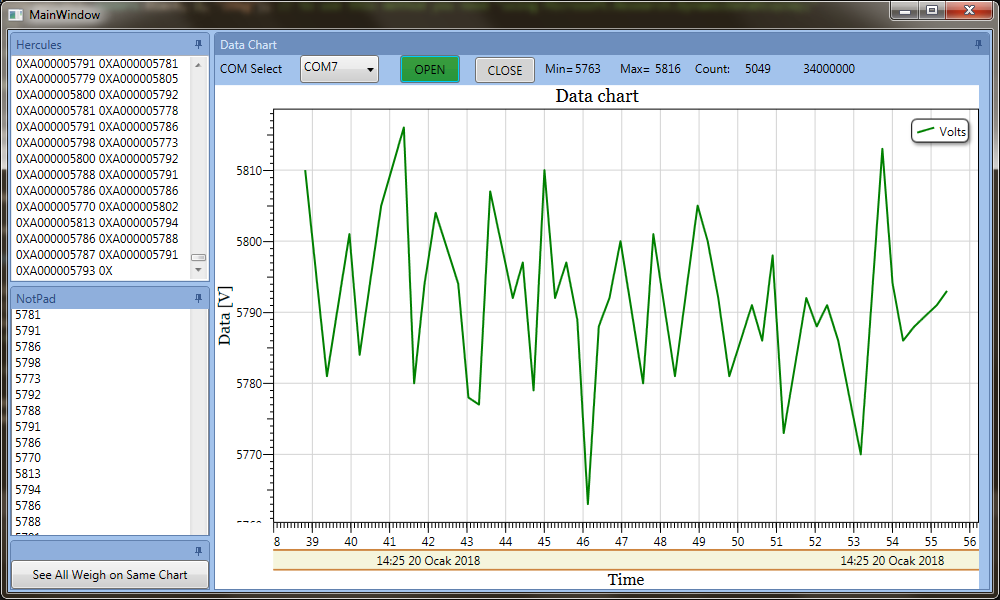 MainWindow
Hercules
0XA000005791 0XA000005781
0XA000005779 0XA000005805
0XA000005800 0XA000005792
0XA000005781 0XA000005778
0XA000005791 0XA000005786
0XA000005798 0XA000005773
0XA000005800 0XA000005792
0XA000005788 0XA000005791
0XA000005786 0XA000005786
0XA000005770 0XA000005802
0XA000005813 0XA000005794
0XA000005786 0XA000005788
0XA000005787 0XA000005791
0XA000005793 0X
NotPad
5781
5791
5786
5798
5773
5792
5788
5791
5786
5770
5813
5794
5786
5788
See All Weigh on Same Chart
Data Chart
COM Select COM7 OPEN CLOSE Min= 5763 Max= 5816 Count: 5049 34000000
Data chart
Volts
Data [V]
5810
5800
5790
5780
5770
5760
8 39 40 41 42 43 44 45 46 47 48 49 50 51 52 53 54 55 56
14:25 20 Ocak 2018 14:25 20 Ocak 2018
Time